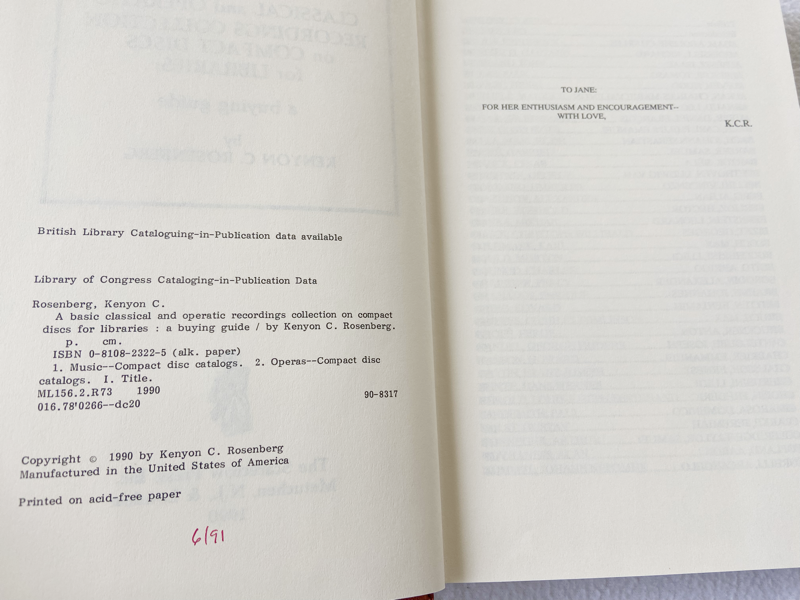 British Library Cataloguing-in-Publication data available
Library of Congress Cataloging-in-Publication Data
Rosenberg, Kenyon C.
A basic classical and operatic recordings collection on compact
discs for libraries : a buying guide / by Kenyon C. Rosenberg.
p. cm.
ISBN 0-8108-2322-5 (alk. paper)
1. Music--Compact disc catalogs. 2. Operas--Compact disc
catalogs. I. Title.
ML156.2.R73 1990
90-8317
016.78'0266--dc20
Copyright © 1990 by Kenyon C. Rosenberg
Manufactured in the United States of America
Printed on acid-free paper
6/91
TO JANE:
FOR HER ENTHUSIASM AND ENCOURAGEMENT--
WITH LOVE,
K.C.R.